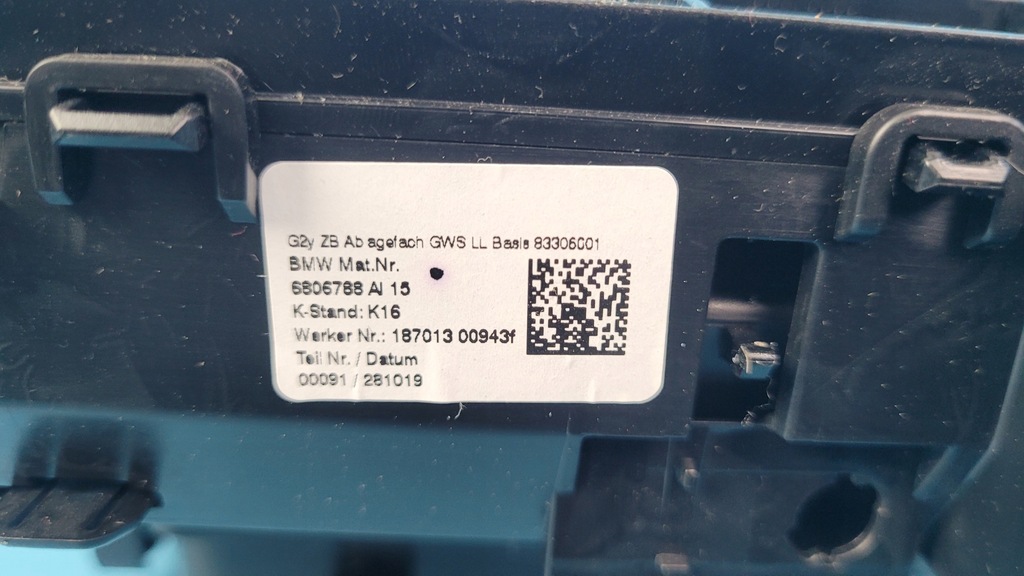 G2y ZB Ablagefach GWS LL Basis 83306001
BMW Mat.Nr.
6806788 AI 15
K-Stand: K16
Werker Nr.: 187013 00943f
Teil Nr. / Datum
00091 / 281019